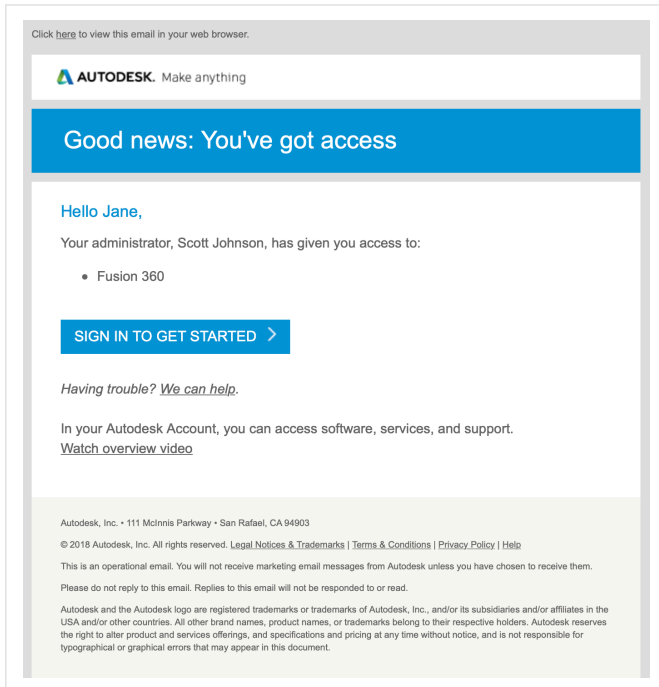 Click here to view this email in your web browser.
AUTODESK. Make anything
Good news: You've got access
Hello Jane,
Your administrator, Scott Johnson, has given you access to:
• Fusion 360
SIGN IN TO GET STARTED >
Having trouble? We can help.
In your Autodesk Account, you can access software, services, and support.
Watch overview video
Autodesk, Inc. • 111 McInnis Parkway • San Rafael, CA 94903
© 2018 Autodesk, Inc. All rights reserved. Legal Notices & Trademarks | Terms & Conditions | Privacy Policy | Help
This is an operational email. You will not receive marketing email messages from Autodesk unless you have chosen to receive them.
Please do not reply to this email. Replies to this email will not be responded to or read.
Autodesk and the Autodesk logo are registered trademarks or trademarks of Autodesk, Inc., and/or its subsidiaries and/or affiliates in the
USA and/or other countries. All other brand names, product names, or trademarks belong to their respective holders. Autodesk reserves
the right to alter product and services offerings, and specifications and pricing at any time without notice, and is not responsible for
typographical or graphical errors that may appear in this document.